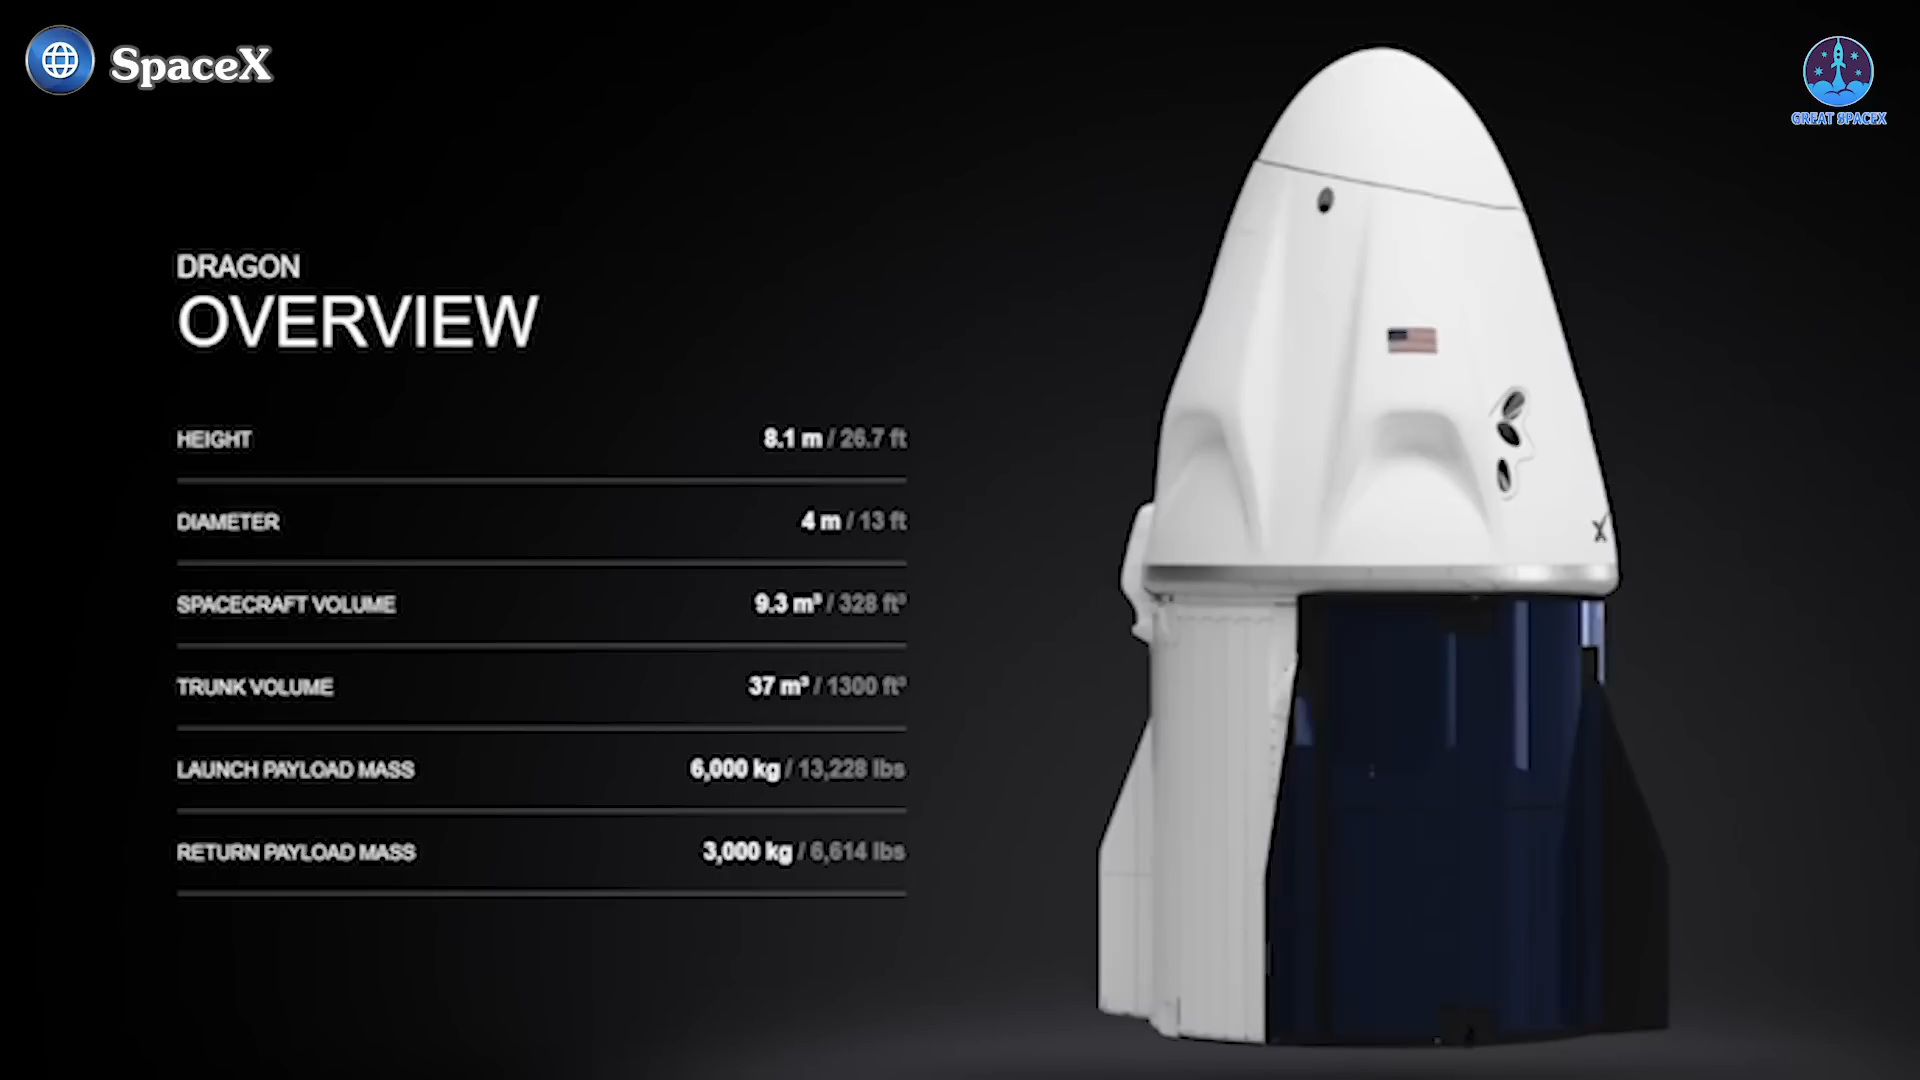 SpaceX
GREAT SPACEX
DRAGON
OVERVIEW
HEIGHT 8.1 m / 26.7 ft
DIAMETER 4 m / 13 ft
SPACECRAFT VOLUME 9.3 m³ / 328 ft³
TRUNK VOLUME 37 m³ / 1300 ft³
LAUNCH PAYLOAD MASS 6,000 kg / 13,228 lbs
RETURN PAYLOAD MASS 3,000 kg / 6,614 lbs
X